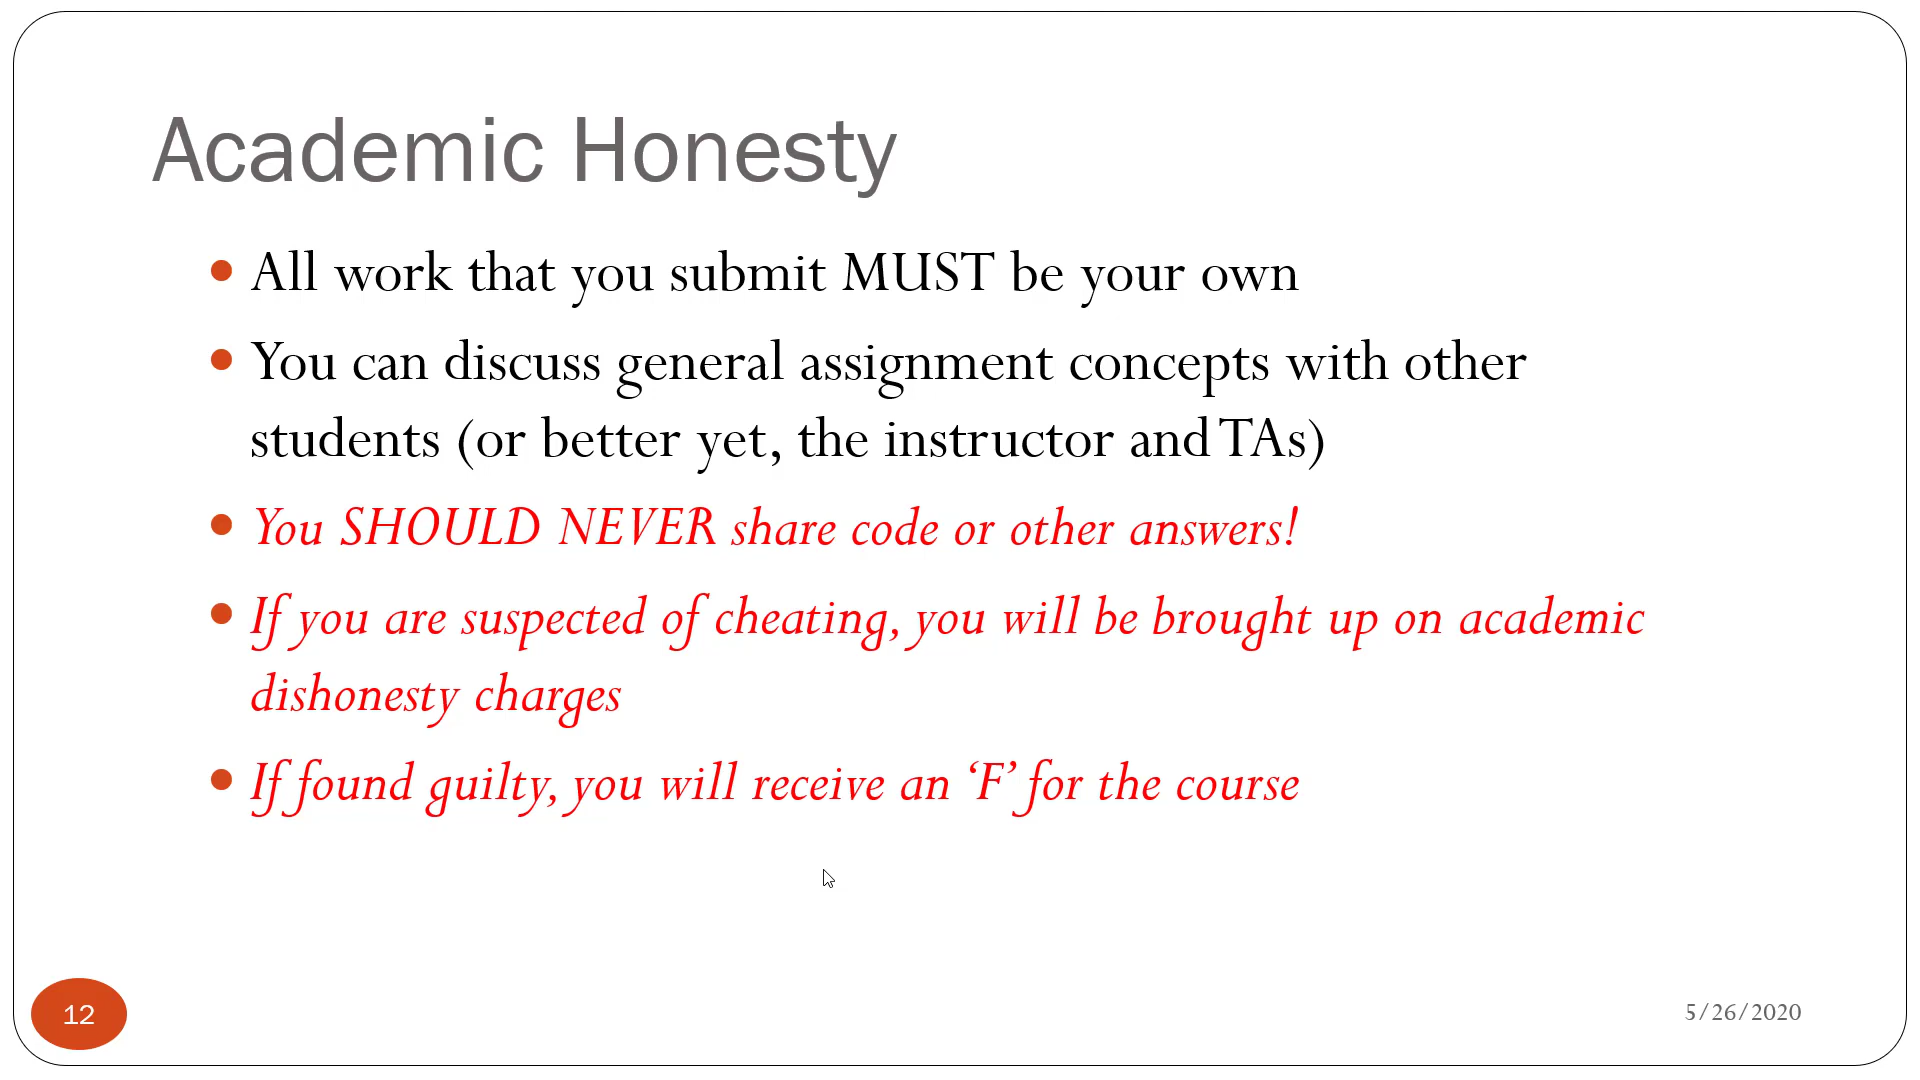 Academic Honesty
All work that you submit MUST be your own
You can discuss general assignment concepts with other
students (or better yet, the instructor and TAs)
You SHOULD NEVER share code or other answers!
If you are suspected of cheating, you will be brought up on academic
dishonesty charges
If found guilty, you will receive an ‘F’ for the course
12
5/26/2020